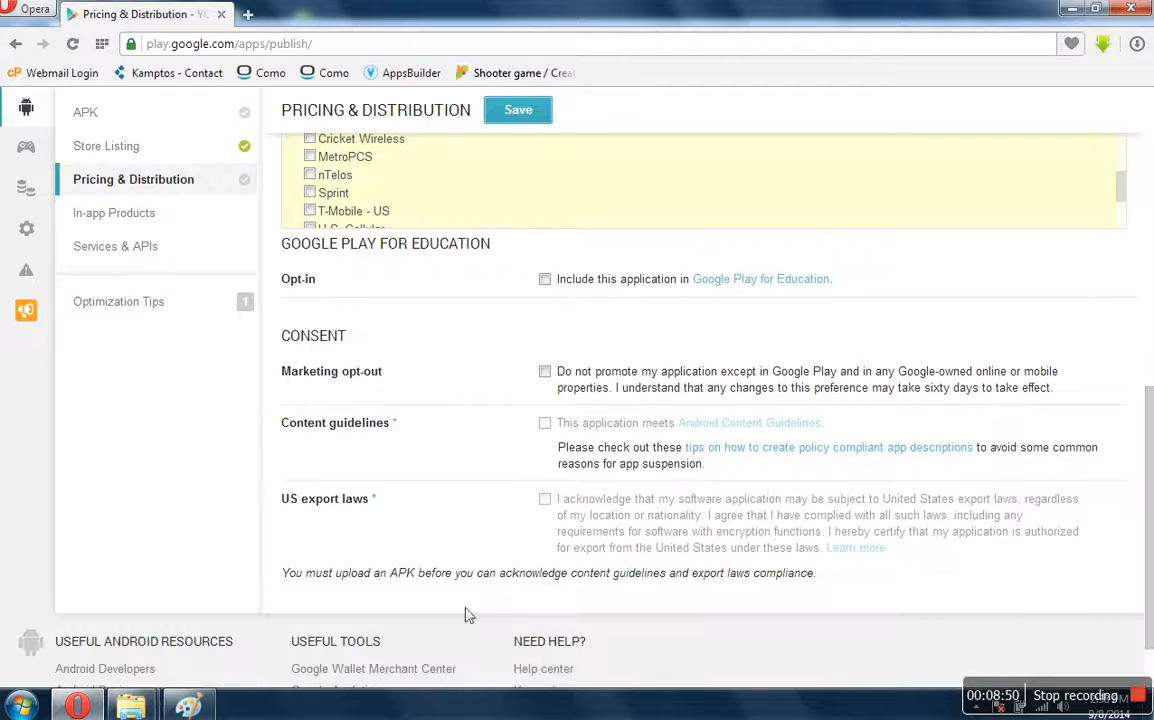 Opera
Pricing & Distribution - YC
play.google.com/apps/publish/
cP Webmail Login
Kamptos - Contact
Como
Como
AppsBuilder
Shooter game / Crea
APK
Store Listing
Pricing & Distribution
In-app Products
Services & APIs
Optimization Tips
1
PRICING & DISTRIBUTION
Save
Cricket Wireless
MetroPCS
nTelos
Sprint
T-Mobile - US
U.S. Cellular
GOOGLE PLAY FOR EDUCATION
Opt-in
Include this application in Google Play for Education.
CONSENT
Marketing opt-out
Do not promote my application except in Google Play and in any Google-owned online or mobile
properties. I understand that any changes to this preference may take sixty days to take effect.
Content guidelines *
This application meets Android Content Guidelines.
Please check out these tips on how to create policy compliant app descriptions to avoid some common
reasons for app suspension.
US export laws *
I acknowledge that my software application may be subject to United States export laws, regardless
of my location or nationality. I agree that I have complied with all such laws, including any
requirements for software with encryption functions. I hereby certify that my application is authorized
for export from the United States under these laws. Learn more
You must upload an APK before you can acknowledge content guidelines and export laws compliance.
USEFUL ANDROID RESOURCES
Android Developers
USEFUL TOOLS
Google Wallet Merchant Center
NEED HELP?
Help center
00:08:50
Stop recording
9/8/2014